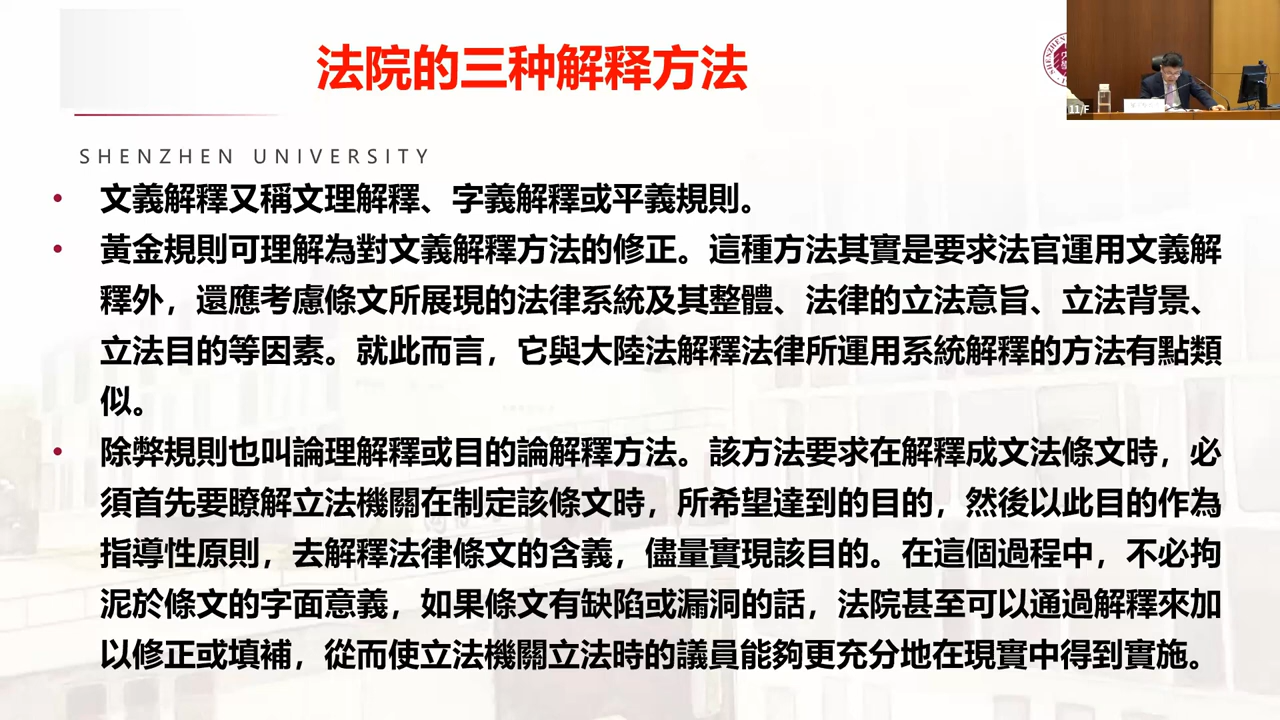 法院的三种解释方法
11/F
SHENZHEN UNIVERSITY
• 文義解釋又稱文理解釋、字義解釋或平義規則。
• 黃金規則可理解為對文義解釋方法的修正。這種方法其實是要求法官運用文義解
釋外，還應考慮條文所展現的法律系統及其整體、法律的立法意旨、立法背景、
立法目的等因素。就此而言，它與大陸法解釋法律所運用系統解釋的方法有點類
似。
• 除弊規則也叫論理解釋或目的論解釋方法。該方法要求在解釋成文法條文時，必
須首先要瞭解立法機關在制定該條文時，所希望達到的目的，然後以此目的作為
指導性原則，去解釋法律條文的含義，儘量實現該目的。在這個過程中，不必拘
泥於條文的字面意義，如果條文有缺陷或漏洞的話，法院甚至可以通過解釋來加
以修正或填補，從而使立法機關立法時的議員能夠更充分地在現實中得到實施。